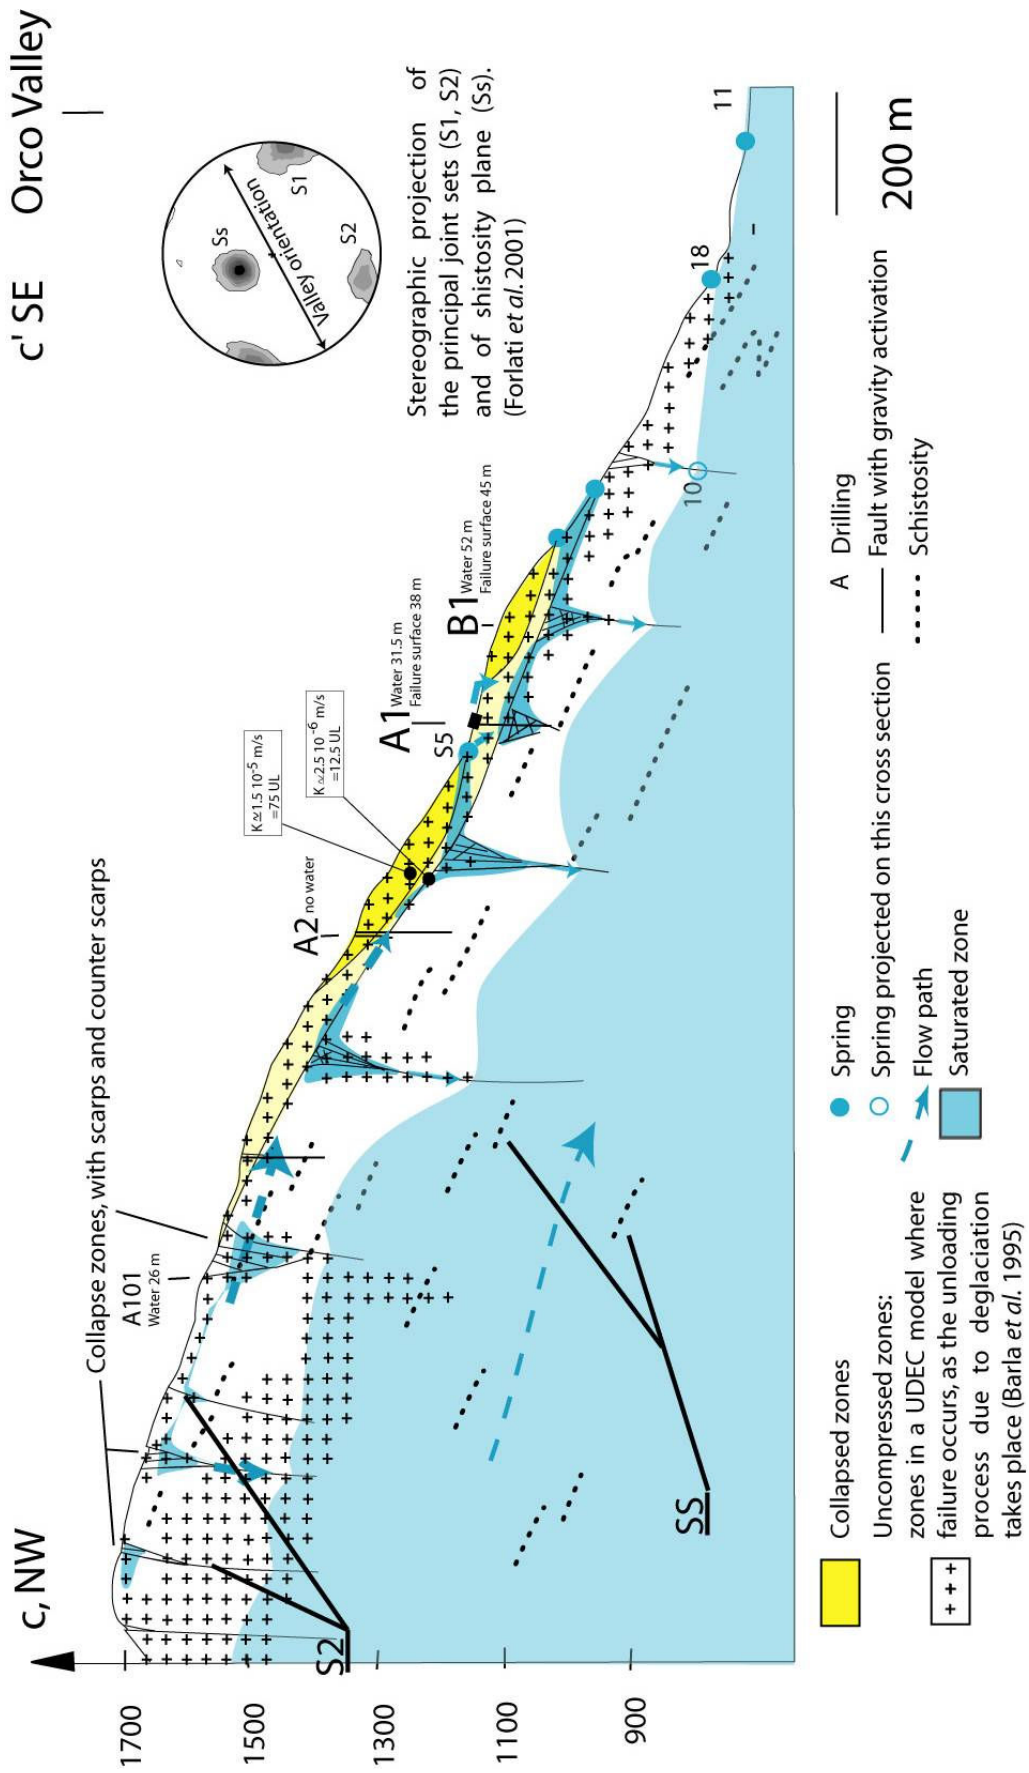 c, NW
c' SE Orco Valley
Collapse zones, with scarps and counter scarps
A101
Water 26 m
A2 no water
K≃1.5 10⁻⁵ m/s
=75 UL
K≃2.5 10⁻⁶ m/s
=12.5 UL
A1 Water 31.5 m
Failure surface 38 m
S5
B1 Water 52 m
Failure surface 45 m
10
18
11
Ss
S1
S2
Valley orientation
Stereographic projection of
the principal joint sets (S1, S2)
and of shistosity plane (Ss).
(Forlati et al. 2001)
1700
1500
1300
1100
900
S2
SS
200 m
Collapsed zones
Uncompressed zones:
zones in a UDEC model where
failure occurs, as the unloading
process due to deglaciation
takes place (Barla et al. 1995)
Spring
Spring projected on this cross section
Flow path
Saturated zone
A Drilling
Fault with gravity activation
Schistosity